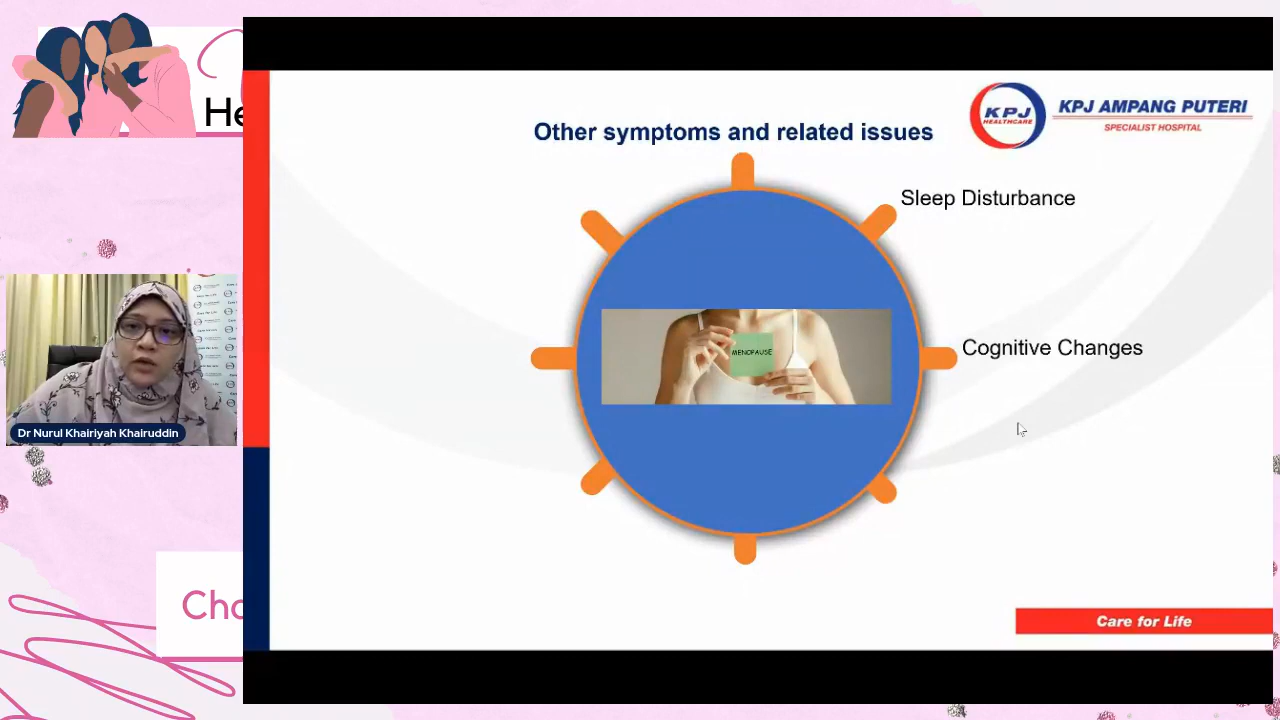 He
Other symptoms and related issues
KPJ
HEALTHCARE
KPJ AMPANG PUTERI
SPECIALIST HOSPITAL
Sleep Disturbance
MENOPAUSE
Cognitive Changes
Dr Nurul Khairiyah Khairuddin
Cho
Care for Life